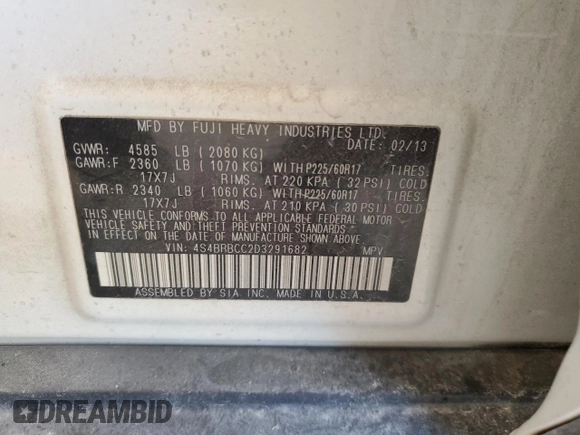 MFD BY FUJI HEAVY INDUSTRIES LTD.
DATE: 02/13
GVWR: 4585 LB ( 2080 KG)
GAWR:F 2360 LB ( 1070 KG) WITH P225/60R17 TIRES.
17X7J RIMS. AT 220 KPA ( 32 PSI) COLD
GAWR:R 2340 LB ( 1060 KG) WITH P225/60R17 TIRES.
17X7J RIMS. AT 210 KPA ( 30 PSI) COLD
THIS VEHICLE CONFORMS TO ALL APPLICABLE FEDERAL MOTOR
VEHICLE SAFETY AND THEFT PREVENTION STANDARDS
IN EFFECT ON THE DATE OF MANUFACTURE SHOWN ABOVE.
VIN: 4S4BRBCC2D3291682 MPV
ASSEMBLED BY SIA INC. MADE IN U.S.A.
DREAMBID